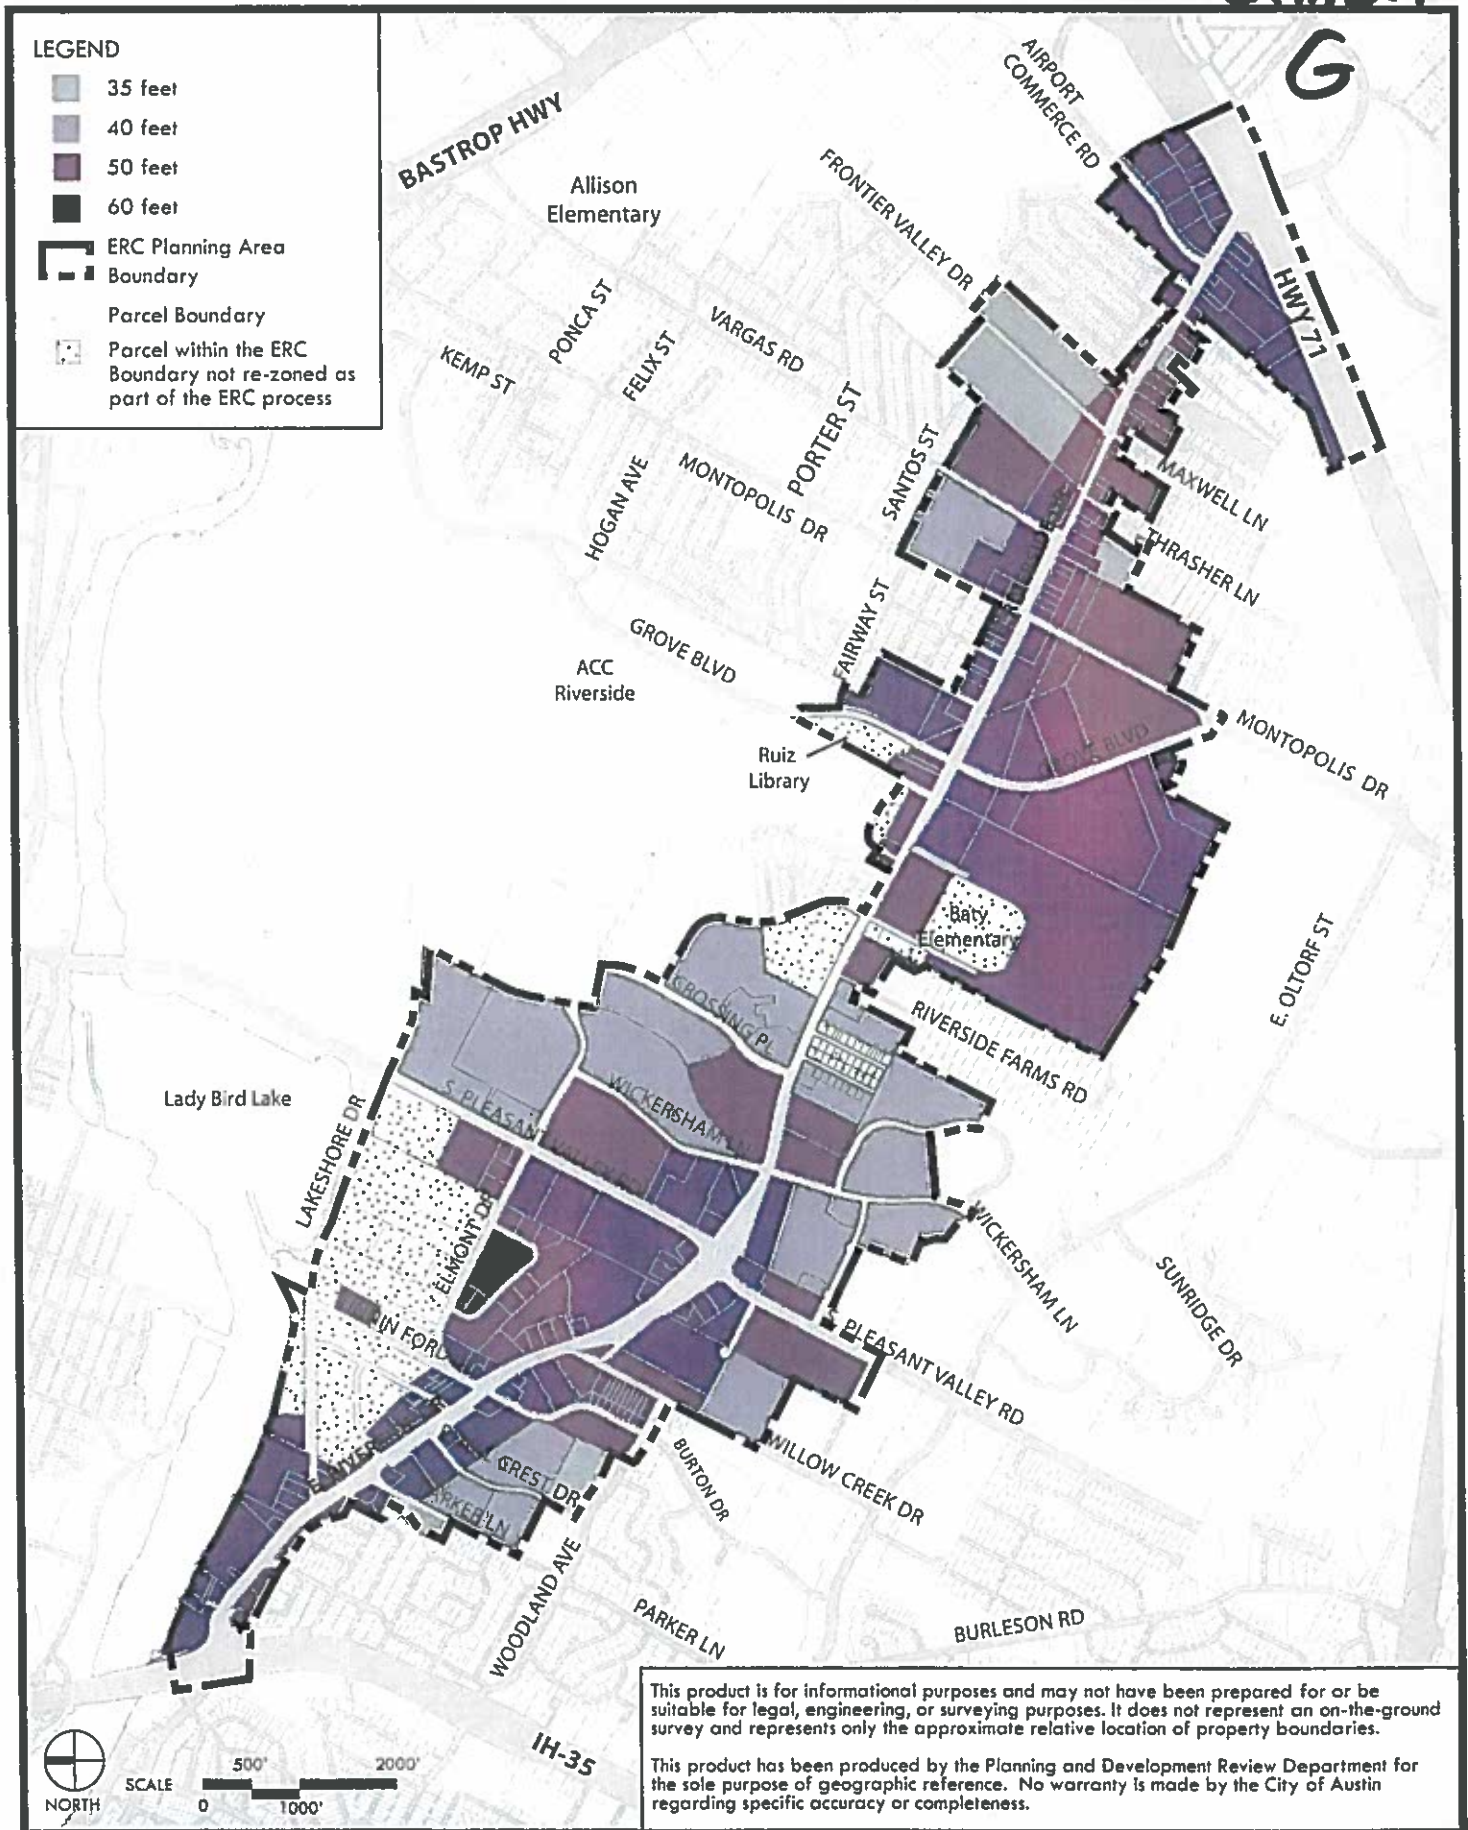 G
LEGEND
35 feet
40 feet
50 feet
60 feet
ERC Planning Area
Boundary
Parcel Boundary
Parcel within the ERC
Boundary not re-zoned as
part of the ERC process
BASTROP HWY
AIRPORT
COMMERCE RD
Allison
Elementary
FRONTIER VALLEY DR
HWY 71
PONCA ST
VARGAS RD
FELIX ST
KEMP ST
PORTER ST
SANTOS ST
MONTOPOLIS DR
HOGAN AVE
MAXWELL LN
THRASHER LN
FAIRWAY ST
GROVE BLVD
ACC
Riverside
GROVE BLVD
MONTOPOLIS DR
Ruiz
Library
Baty
Elementary
E. OLTORF ST
CROSSING PL
RIVERSIDE FARMS RD
Lady Bird Lake
LAKESHORE DR
S. PLEASANT VALLEY RD
WICKERSHAM LN
ELMONT DR
WICKERSHAM LN
SUNRIDGE DR
IN FORD
PLEASANT VALLEY RD
WILLOW CREEK DR
BURTON DR
CREST DR
ARKER LN
WOODLAND AVE
PARKER LN
BURLESON RD
IH-35
SCALE
500'
2000'
0
1000'
NORTH
This product is for informational purposes and may not have been prepared for or be
suitable for legal, engineering, or surveying purposes. It does not represent an on-the-ground
survey and represents only the approximate relative location of property boundaries.
This product has been produced by the Planning and Development Review Department for
the sole purpose of geographic reference. No warranty is made by the City of Austin
regarding specific accuracy or completeness.